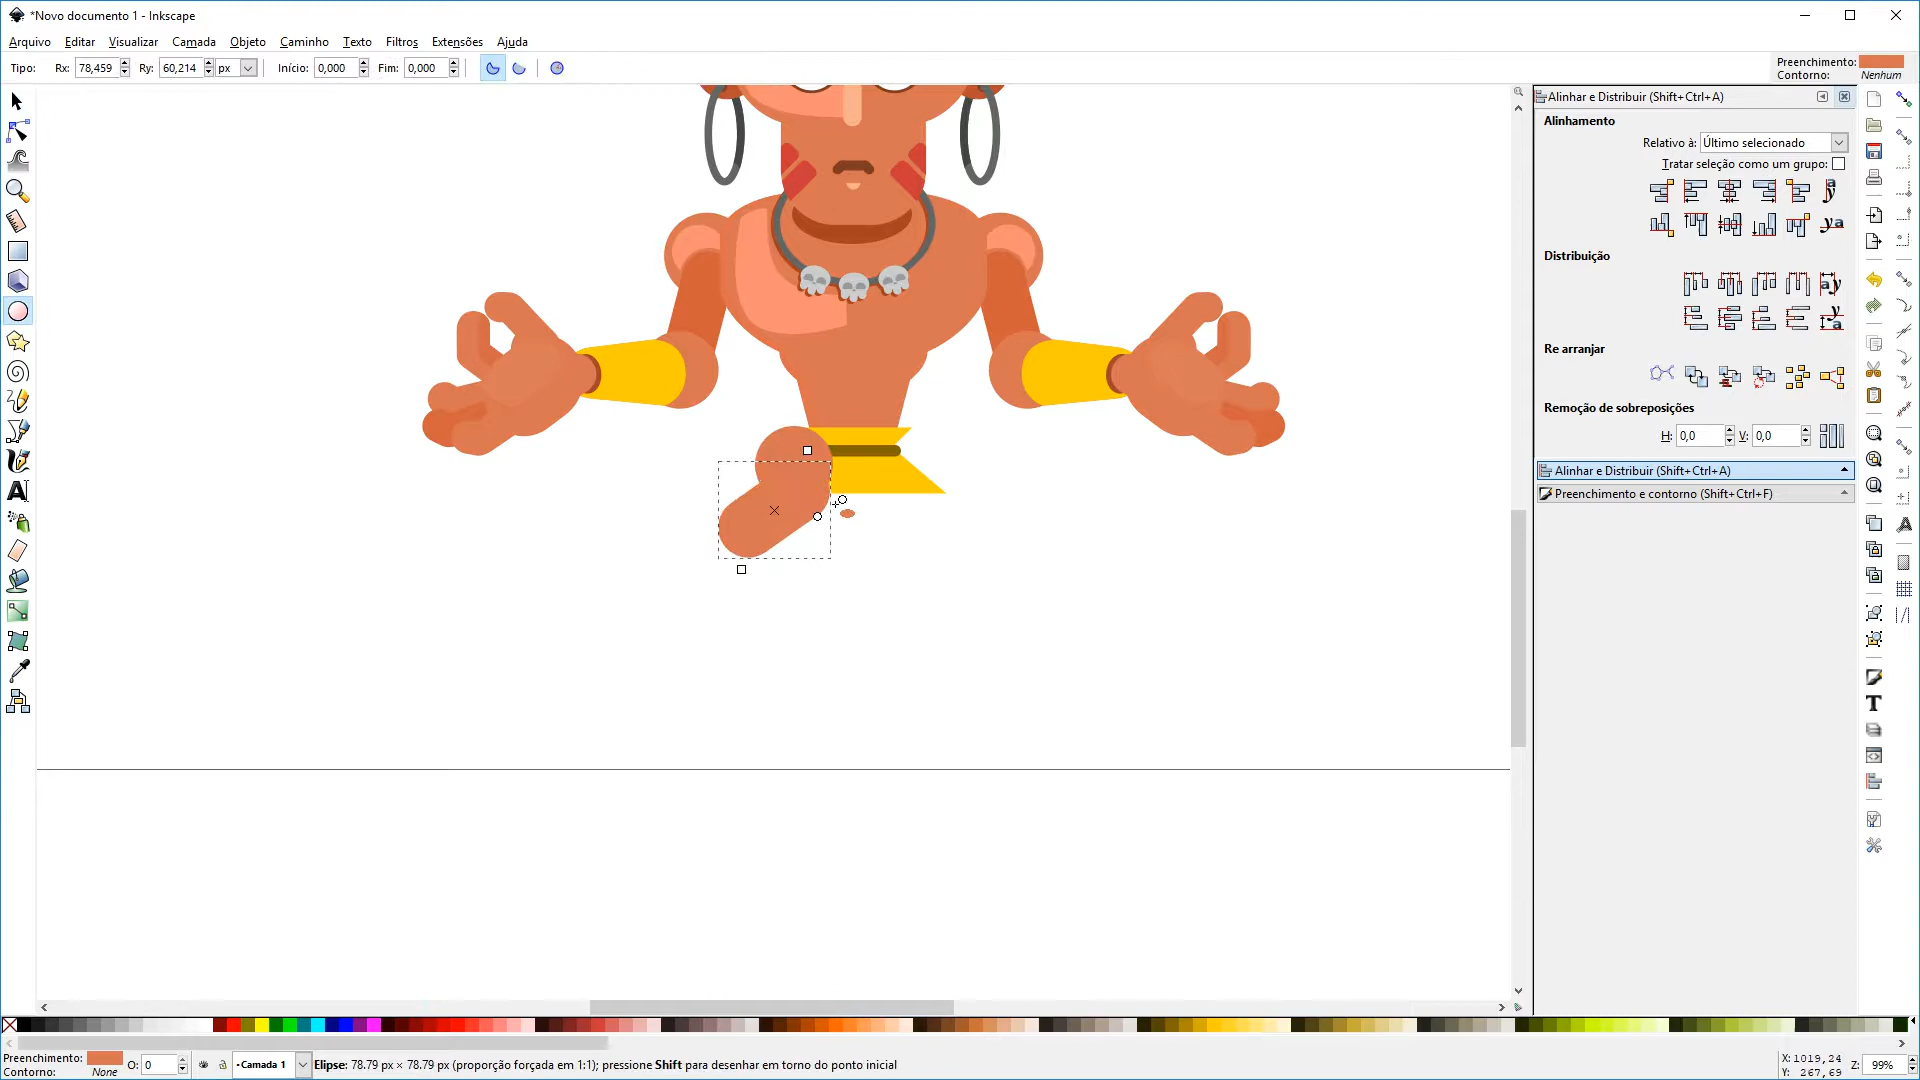 *Novo documento 1 - Inkscape
Arquivo Editar Visualizar Camada Objeto Caminho Texto Filtros Extensões Ajuda
Tipo: Rx: 78,459 Ry: 60,214 px Início: 0,000 Fim: 0,000
Preenchimento:
Contorno: Nenhum
Alinhar e Distribuir (Shift+Ctrl+A)
Alinhamento
Relativo à: Último selecionado
Tratar seleção como um grupo:
Distribuição
Re arranjar
Remoção de sobreposições
H: 0,0 V: 0,0
Alinhar e Distribuir (Shift+Ctrl+A)
Preenchimento e contorno (Shift+Ctrl+F)
Preenchimento:
Contorno: None
O: 0
Camada 1
Elipse: 78.79 px × 78.79 px (proporção forçada em 1:1); pressione Shift para desenhar em torno do ponto inicial
X: 1019,24
Y: 267,69
Z: 99%